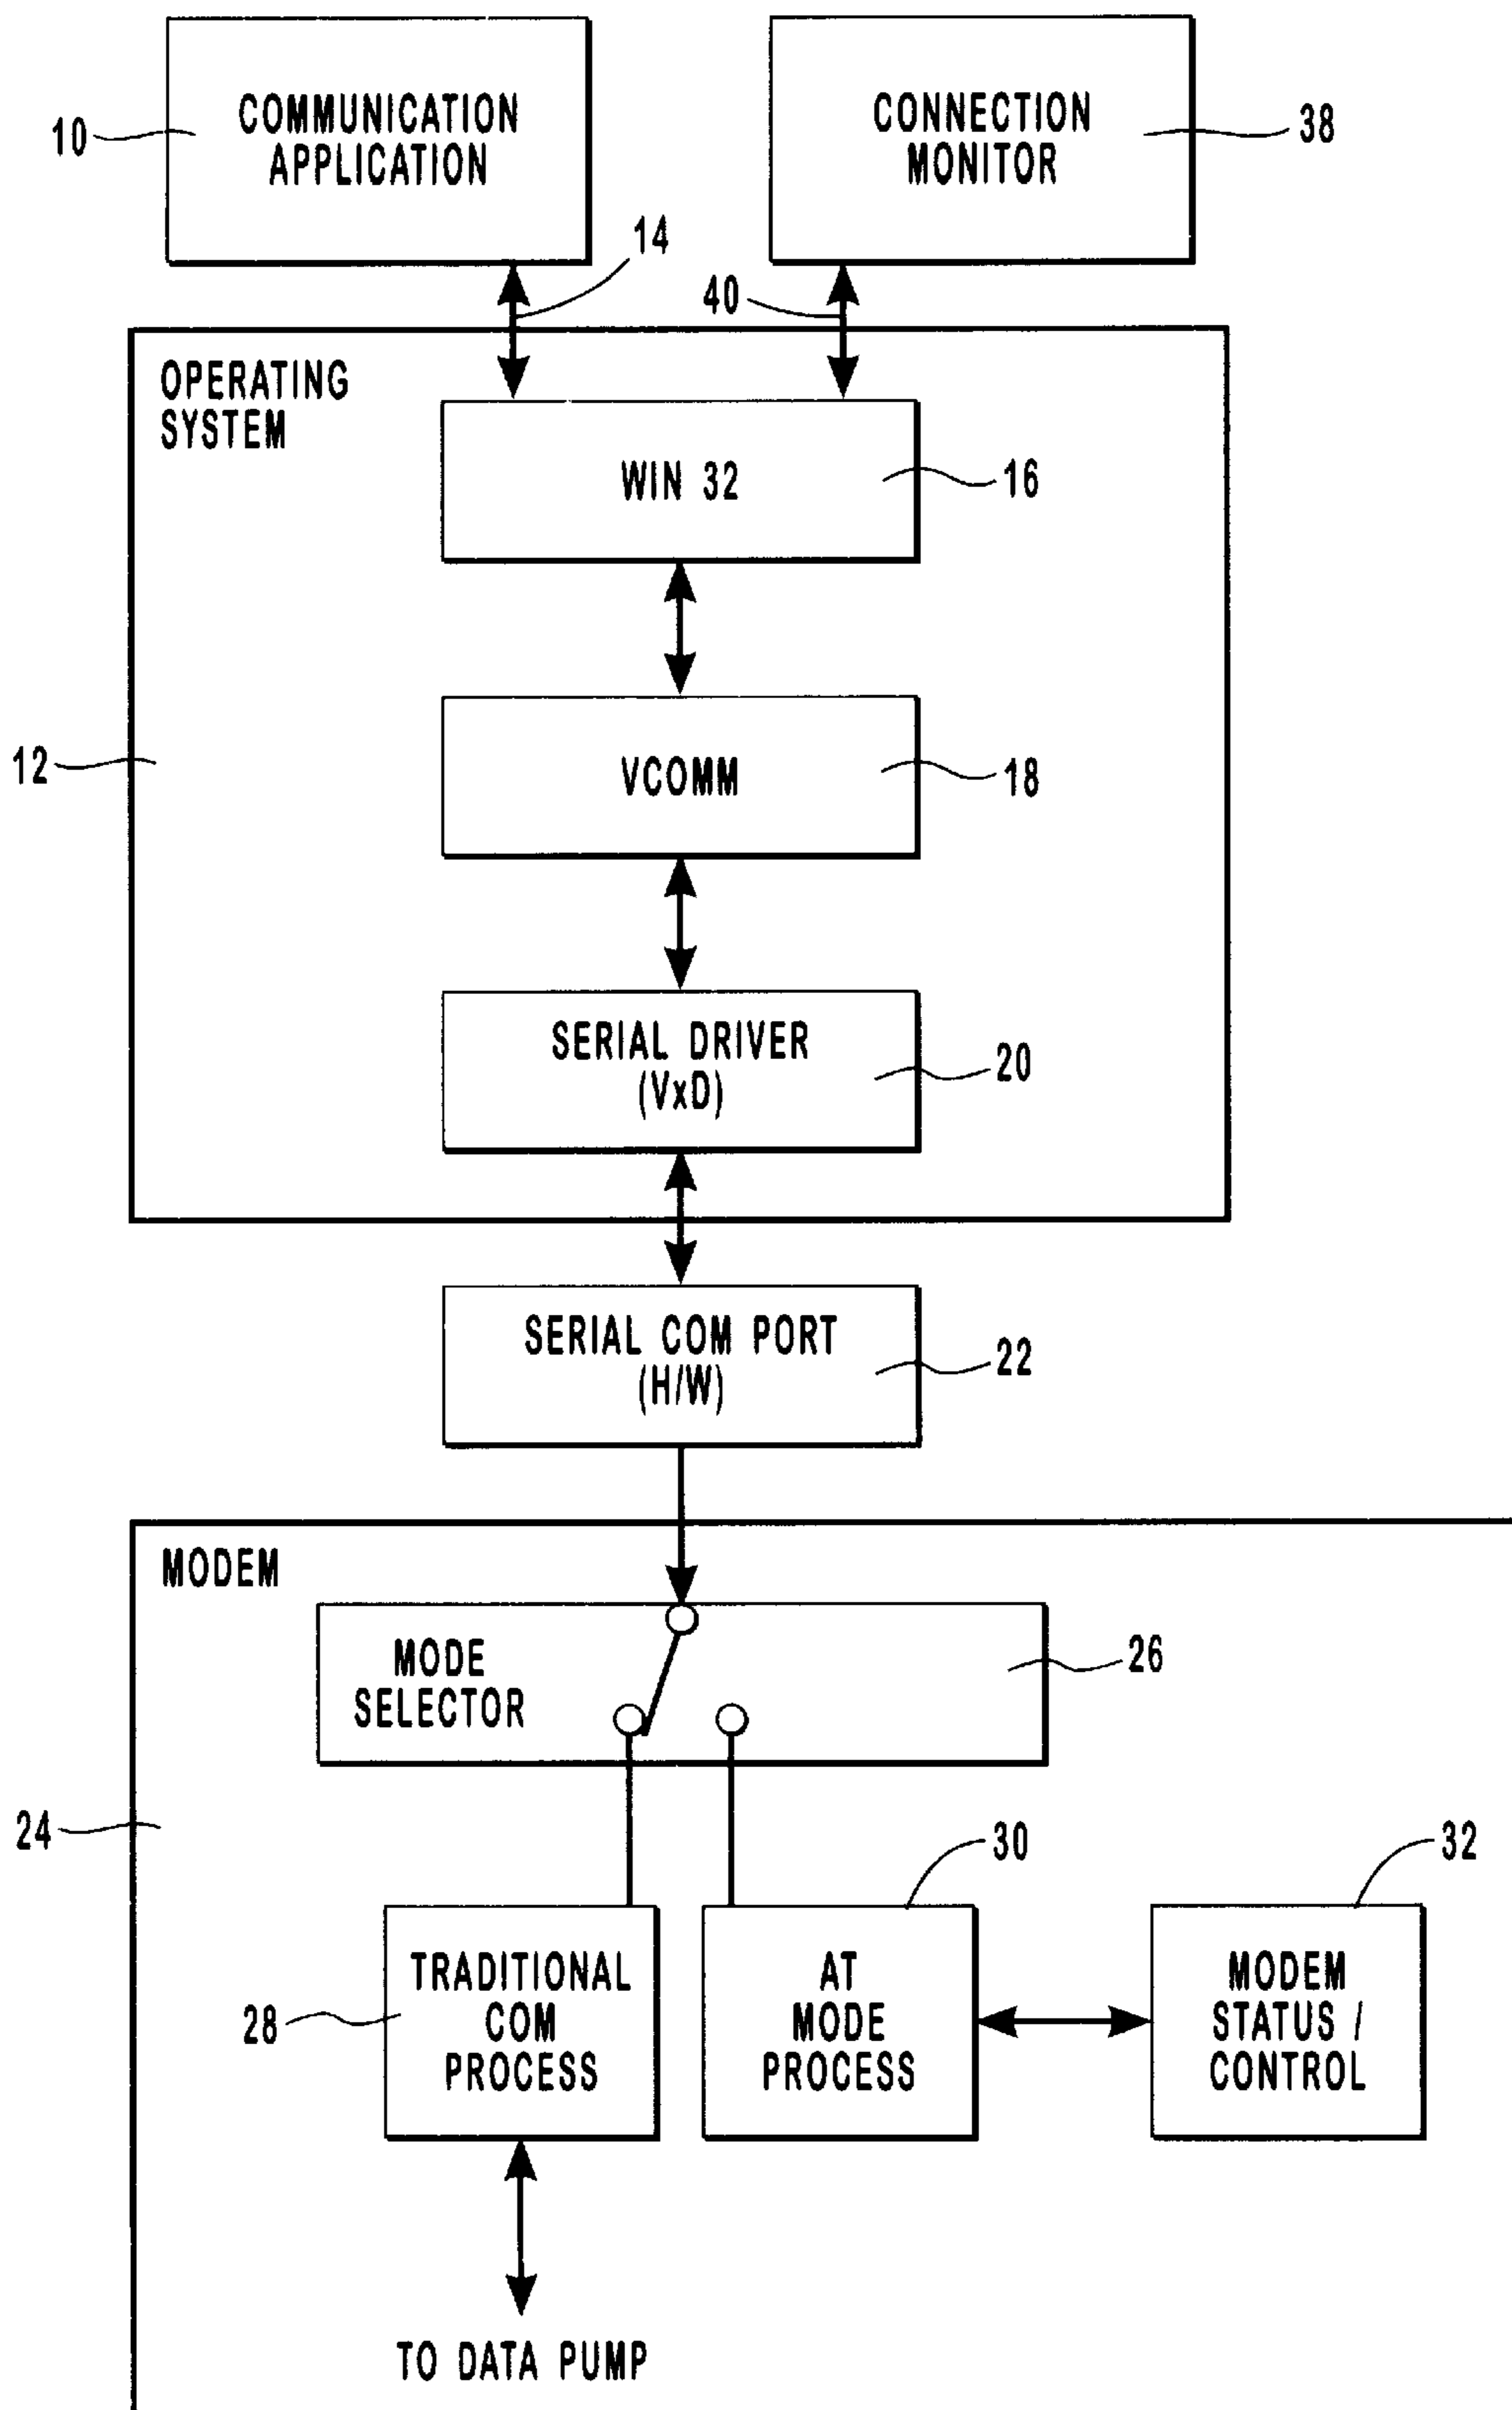 COMMUNICATION
APPLICATION
10
CONNECTION
MONITOR
38
14
40
OPERATING
SYSTEM
WIN 32
16
12
VCOMM
18
SERIAL DRIVER
(VxD)
20
SERIAL COM PORT
(H/W)
22
MODEM
MODE
SELECTOR
26
24
30
32
TRADITIONAL
COM
PROCESS
28
AT
MODE
PROCESS
MODEM
STATUS /
CONTROL
TO DATA PUMP